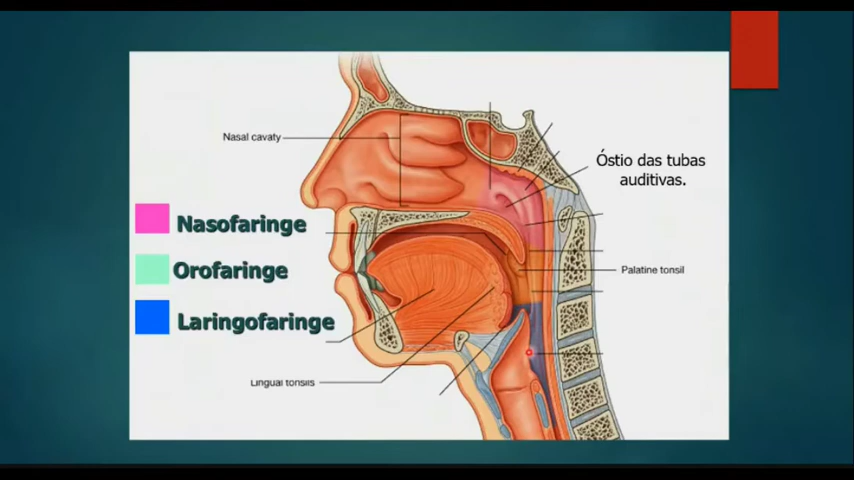 Nasal cavaty
Óstio das tubas
auditivas.
Nasofaringe
Orofaringe
Palatine tonsil
Laringofaringe
Lingual tonsils